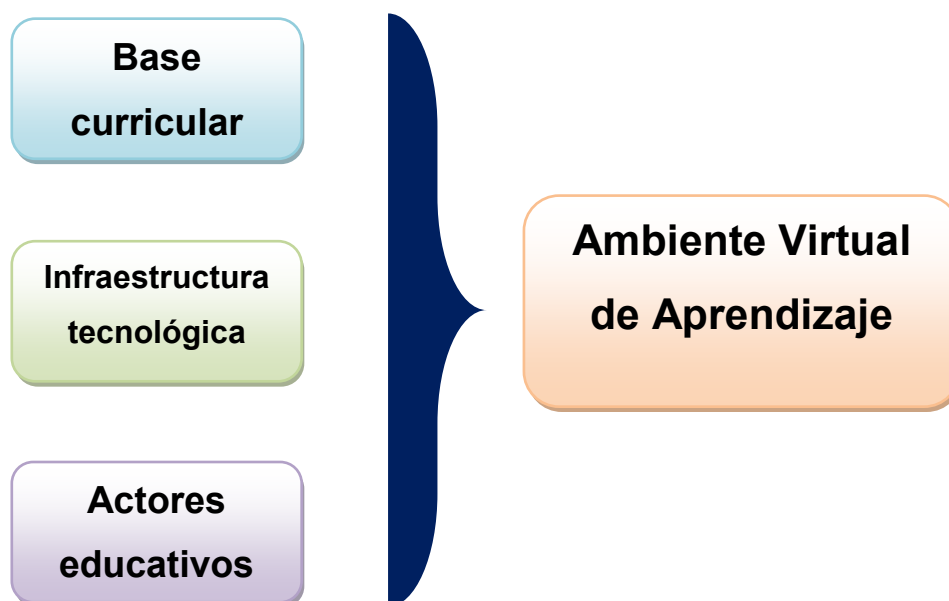 Base
curricular
Infraestructura
tecnológica
Actores
educativos
Ambiente Virtual
de Aprendizaje